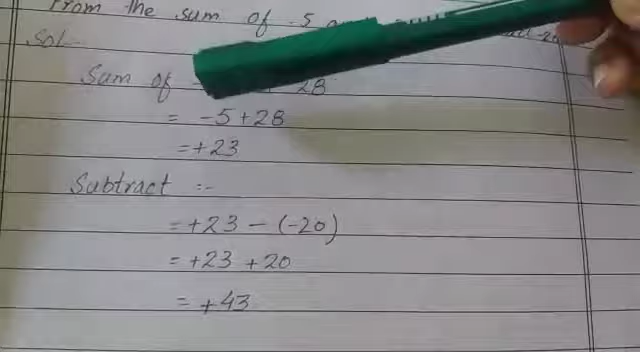 From the sum of -5
Sol
Sum of 28
= -5+28
= +23
Subtract :-
= +23 - (-20)
= +23 +20
= +43